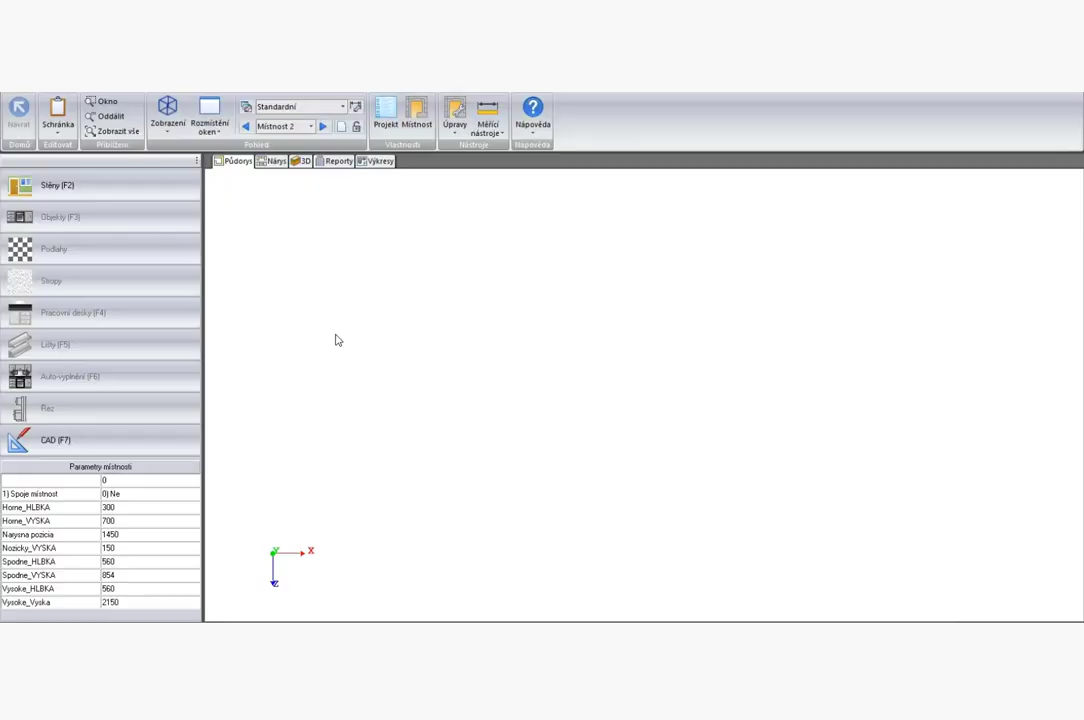 Návrat
Domů
Schránka
Editovat
Okno
Oddálit
Zobrazit vše
Přiblížení
Zobrazení
Rozmístění oken
Standardní
Místnost 2
Pohled
Projekt
Místnost
Vlastnosti
Úpravy
Měřící nástroje
Nástroje
Nápověda
Nápověda
Půdorys
Nárys
3D
Reporty
Výkresy
Stěny (F2)
Objekty (F3)
Podlahy
Stropy
Pracovní desky (F4)
Lišty (F5)
Auto-vyplnění (F6)
Řez
CAD (F7)
Parametry místnosti
0
1) Spoje místnost 0) Ne
Horne_HLBKA 300
Horne_VYSKA 700
Narysna pozicia 1450
Nozicky_VYSKA 150
Spodne_HLBKA 560
Spodne_VYSKA 854
Vysoke_HLBKA 560
Vysoke_Vyska 2150
Y
X
Z